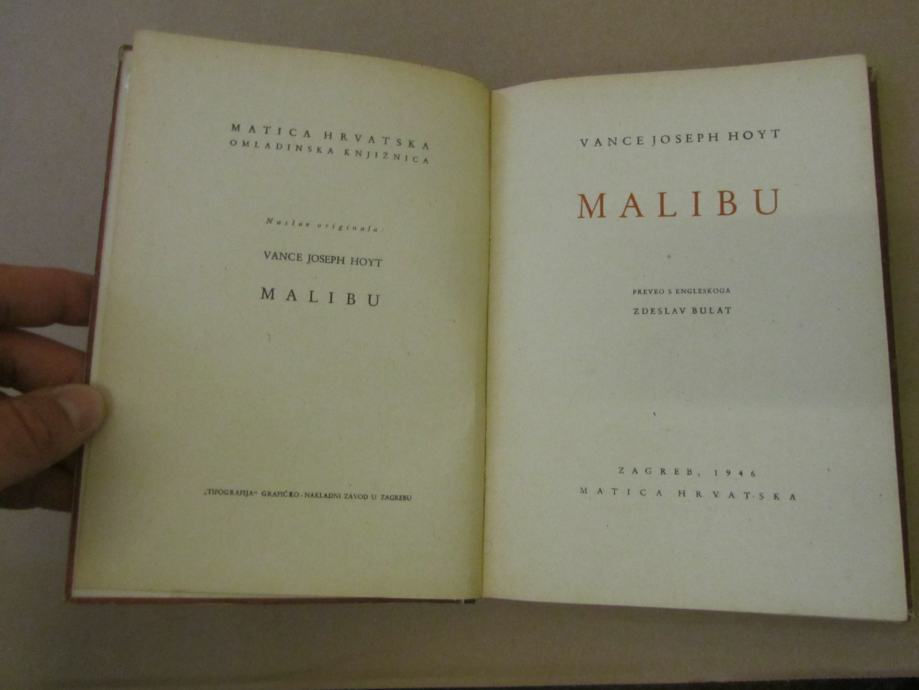 MATICA HRVATSKA
OMLADINSKA KNJIŽNICA
Naslov originala:
VANCE JOSEPH HOYT
MALIBU
„TIPOGRAFIJA“ GRAFIČKO-NAKLADNI ZAVOD U ZAGREBU
VANCE JOSEPH HOYT
MALIBU
PREVEO S ENGLESKOGA
ZDESLAV BULAT
ZAGREB, 1946
MATICA HRVATSKA